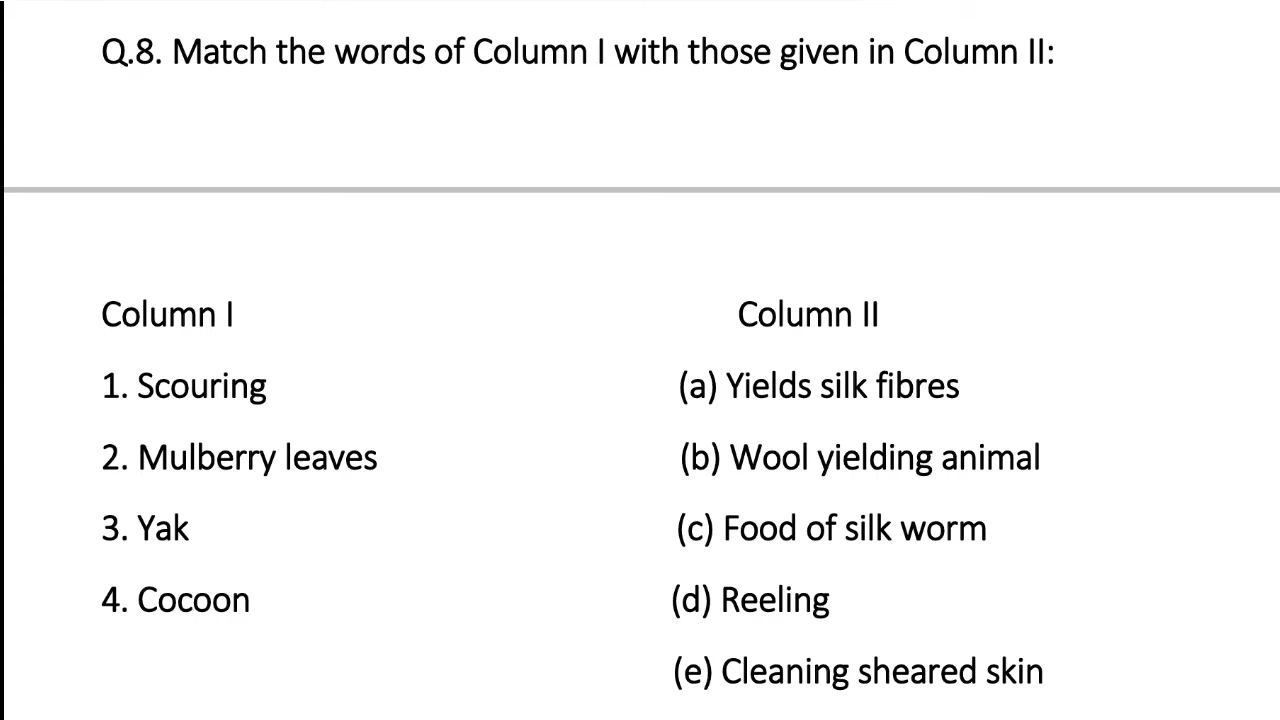 Q.8. Match the words of Column I with those given in Column II:
Column I Column II
1. Scouring (a) Yields silk fibres
2. Mulberry leaves (b) Wool yielding animal
3. Yak (c) Food of silk worm
4. Cocoon (d) Reeling
(e) Cleaning sheared skin